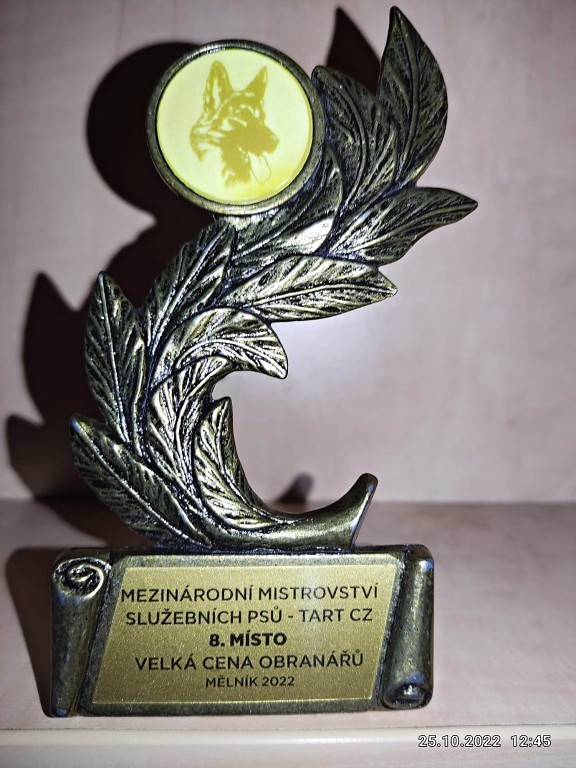 MEZINÁRODNÍ MISTROVSTVÍ
SLUŽEBNÍCH PSŮ - TART CZ
8. MÍSTO
VELKÁ CENA OBRANÁŘŮ
MĚLNÍK 2022
25.10.2022 12:45